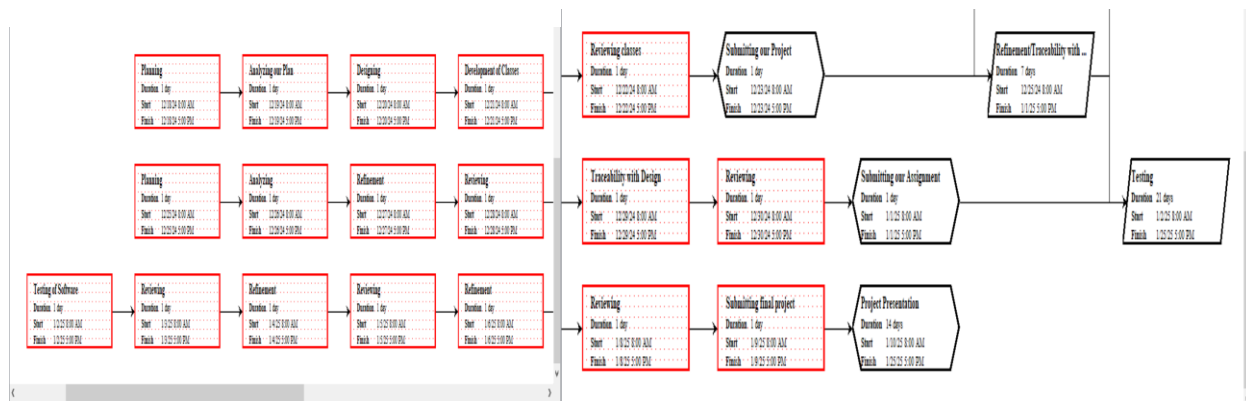 Planning
Duration 1 day
Start 12/18/24 8:00 AM
Finish 12/18/24 5:00 PM
Analyzing our Plan
Duration 1 day
Start 12/19/24 8:00 AM
Finish 12/19/24 5:00 PM
Designing
Duration 1 day
Start 12/20/24 8:00 AM
Finish 12/20/24 5:00 PM
Development of Classes
Duration 1 day
Start 12/21/24 8:00 AM
Finish 12/21/24 5:00 PM
Reviewing classes
Duration 1 day
Start 12/22/24 8:00 AM
Finish 12/22/24 5:00 PM
Submitting our Project
Duration 1 day
Start 12/23/24 8:00 AM
Finish 12/23/24 5:00 PM
Refinement/Traceability with ...
Duration 7 days
Start 12/25/24 8:00 AM
Finish 1/1/25 5:00 PM
Planning
Duration 1 day
Start 12/25/24 8:00 AM
Finish 12/25/24 5:00 PM
Analyzing
Duration 1 day
Start 12/26/24 8:00 AM
Finish 12/26/24 5:00 PM
Refinement
Duration 1 day
Start 12/27/24 8:00 AM
Finish 12/27/24 5:00 PM
Reviewing
Duration 1 day
Start 12/28/24 8:00 AM
Finish 12/28/24 5:00 PM
Traceability with Design
Duration 1 day
Start 12/29/24 8:00 AM
Finish 12/29/24 5:00 PM
Reviewing
Duration 1 day
Start 12/30/24 8:00 AM
Finish 12/30/24 5:00 PM
Submitting our Assignment
Duration 1 day
Start 1/1/25 8:00 AM
Finish 1/1/25 5:00 PM
Testing
Duration 21 days
Start 1/2/25 8:00 AM
Finish 1/25/25 5:00 PM
Testing of Software
Duration 1 day
Start 1/2/25 8:00 AM
Finish 1/2/25 5:00 PM
Reviewing
Duration 1 day
Start 1/3/25 8:00 AM
Finish 1/3/25 5:00 PM
Refinement
Duration 1 day
Start 1/4/25 8:00 AM
Finish 1/4/25 5:00 PM
Reviewing
Duration 1 day
Start 1/5/25 8:00 AM
Finish 1/5/25 5:00 PM
Refinement
Duration 1 day
Start 1/6/25 8:00 AM
Finish 1/6/25 5:00 PM
Reviewing
Duration 1 day
Start 1/8/25 8:00 AM
Finish 1/8/25 5:00 PM
Submitting final project
Duration 1 day
Start 1/9/25 8:00 AM
Finish 1/9/25 5:00 PM
Project Presentation
Duration 14 days
Start 1/10/25 8:00 AM
Finish 1/25/25 5:00 PM